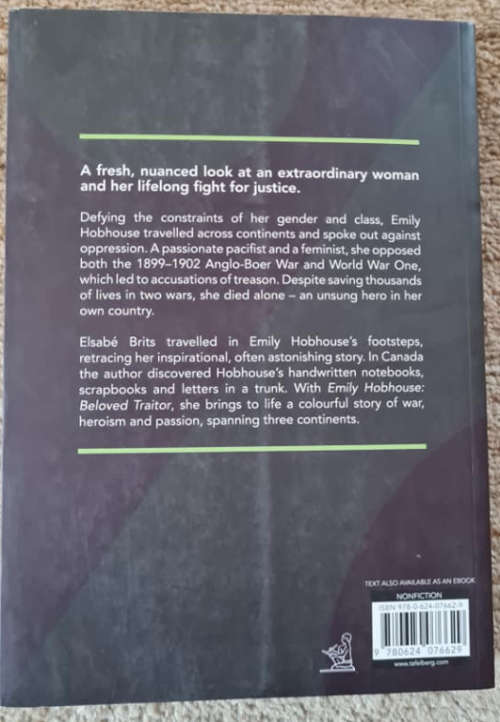 A fresh, nuanced look at an extraordinary woman
and her lifelong fight for justice.
Defying the constraints of her gender and class, Emily
Hobhouse travelled across continents and spoke out against
oppression. A passionate pacifist and a feminist, she opposed
both the 1899–1902 Anglo-Boer War and World War One,
which led to accusations of treason. Despite saving thousands
of lives in two wars, she died alone – an unsung hero in her
own country.
Elsabé Brits travelled in Emily Hobhouse's footsteps,
retracing her inspirational, often astonishing story. In Canada
the author discovered Hobhouse's handwritten notebooks,
scrapbooks and letters in a trunk. With Emily Hobhouse:
Beloved Traitor, she brings to life a colourful story of war,
heroism and passion, spanning three continents.
TEXT ALSO AVAILABLE AS AN EBOOK
NONFICTION
ISBN 978-0-624-07662-9
9 780624 076629
www.tafelberg.com